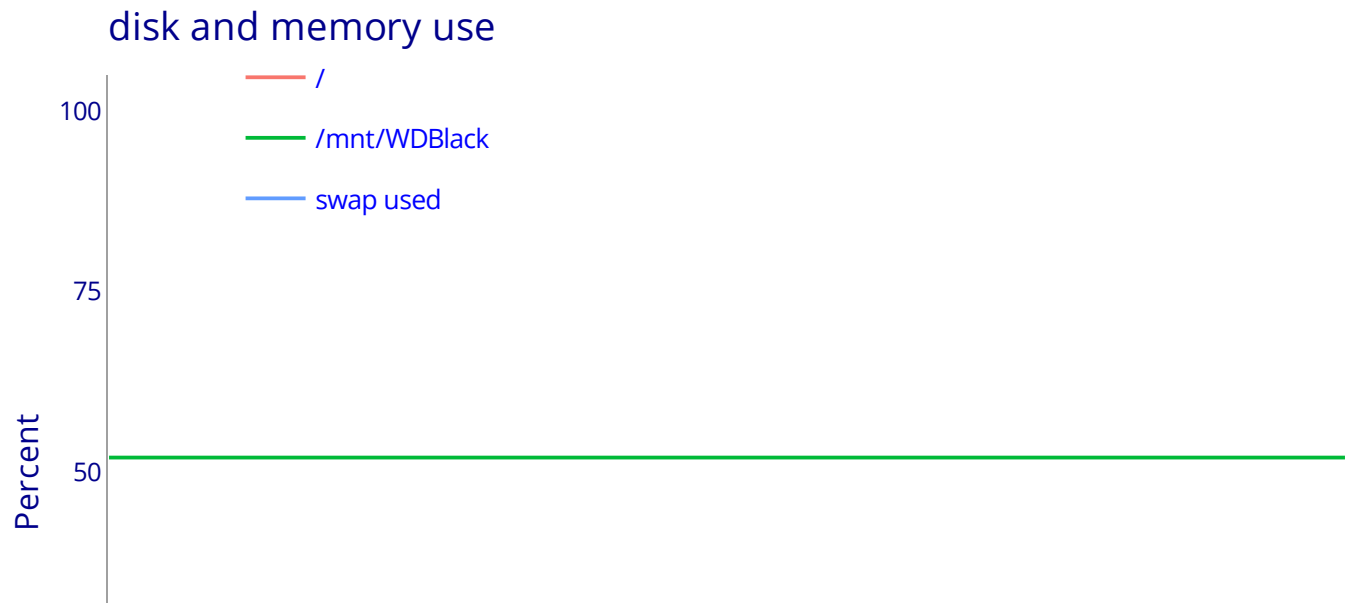 disk and memory use
/
100
/mnt/WDBlack
swap used
75
Percent
50